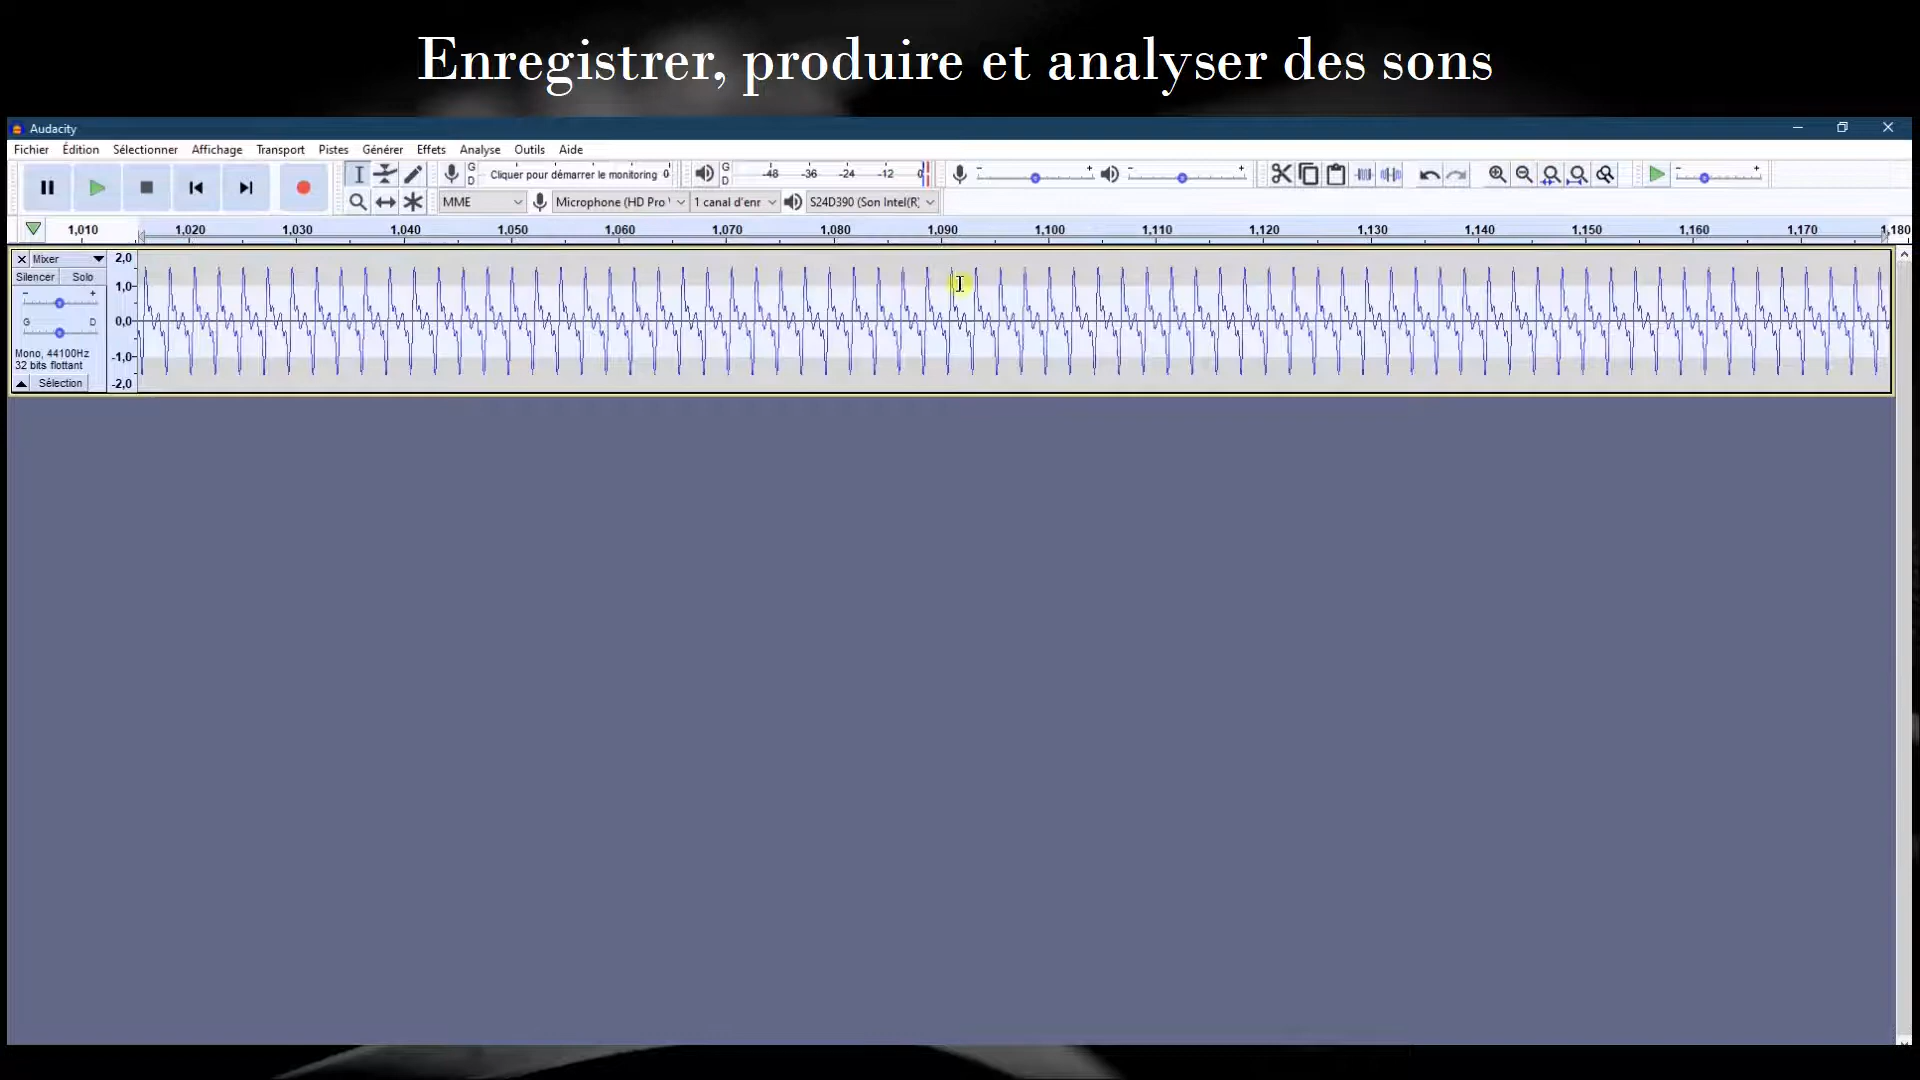 Enregistrer, produire et analyser des sons
Audacity
Fichier Édition Sélectionner Affichage Transport Pistes Générer Effets Analyse Outils Aide
G D Cliquer pour démarrer le monitoring 0 G D -48 -36 -24 -12 0
MME Microphone (HD Pro 1 canal d'enr S24D390 (Son Intel(R)
1,010 1,020 1,030 1,040 1,050 1,060 1,070 1,080 1,090 1,100 1,110 1,120 1,130 1,140 1,150 1,160 1,170 1,180
Mixer 2,0
Silencer Solo
- + 1,0
G D 0,0
Mono, 44100Hz -1,0
32 bits flottant
Sélection -2,0